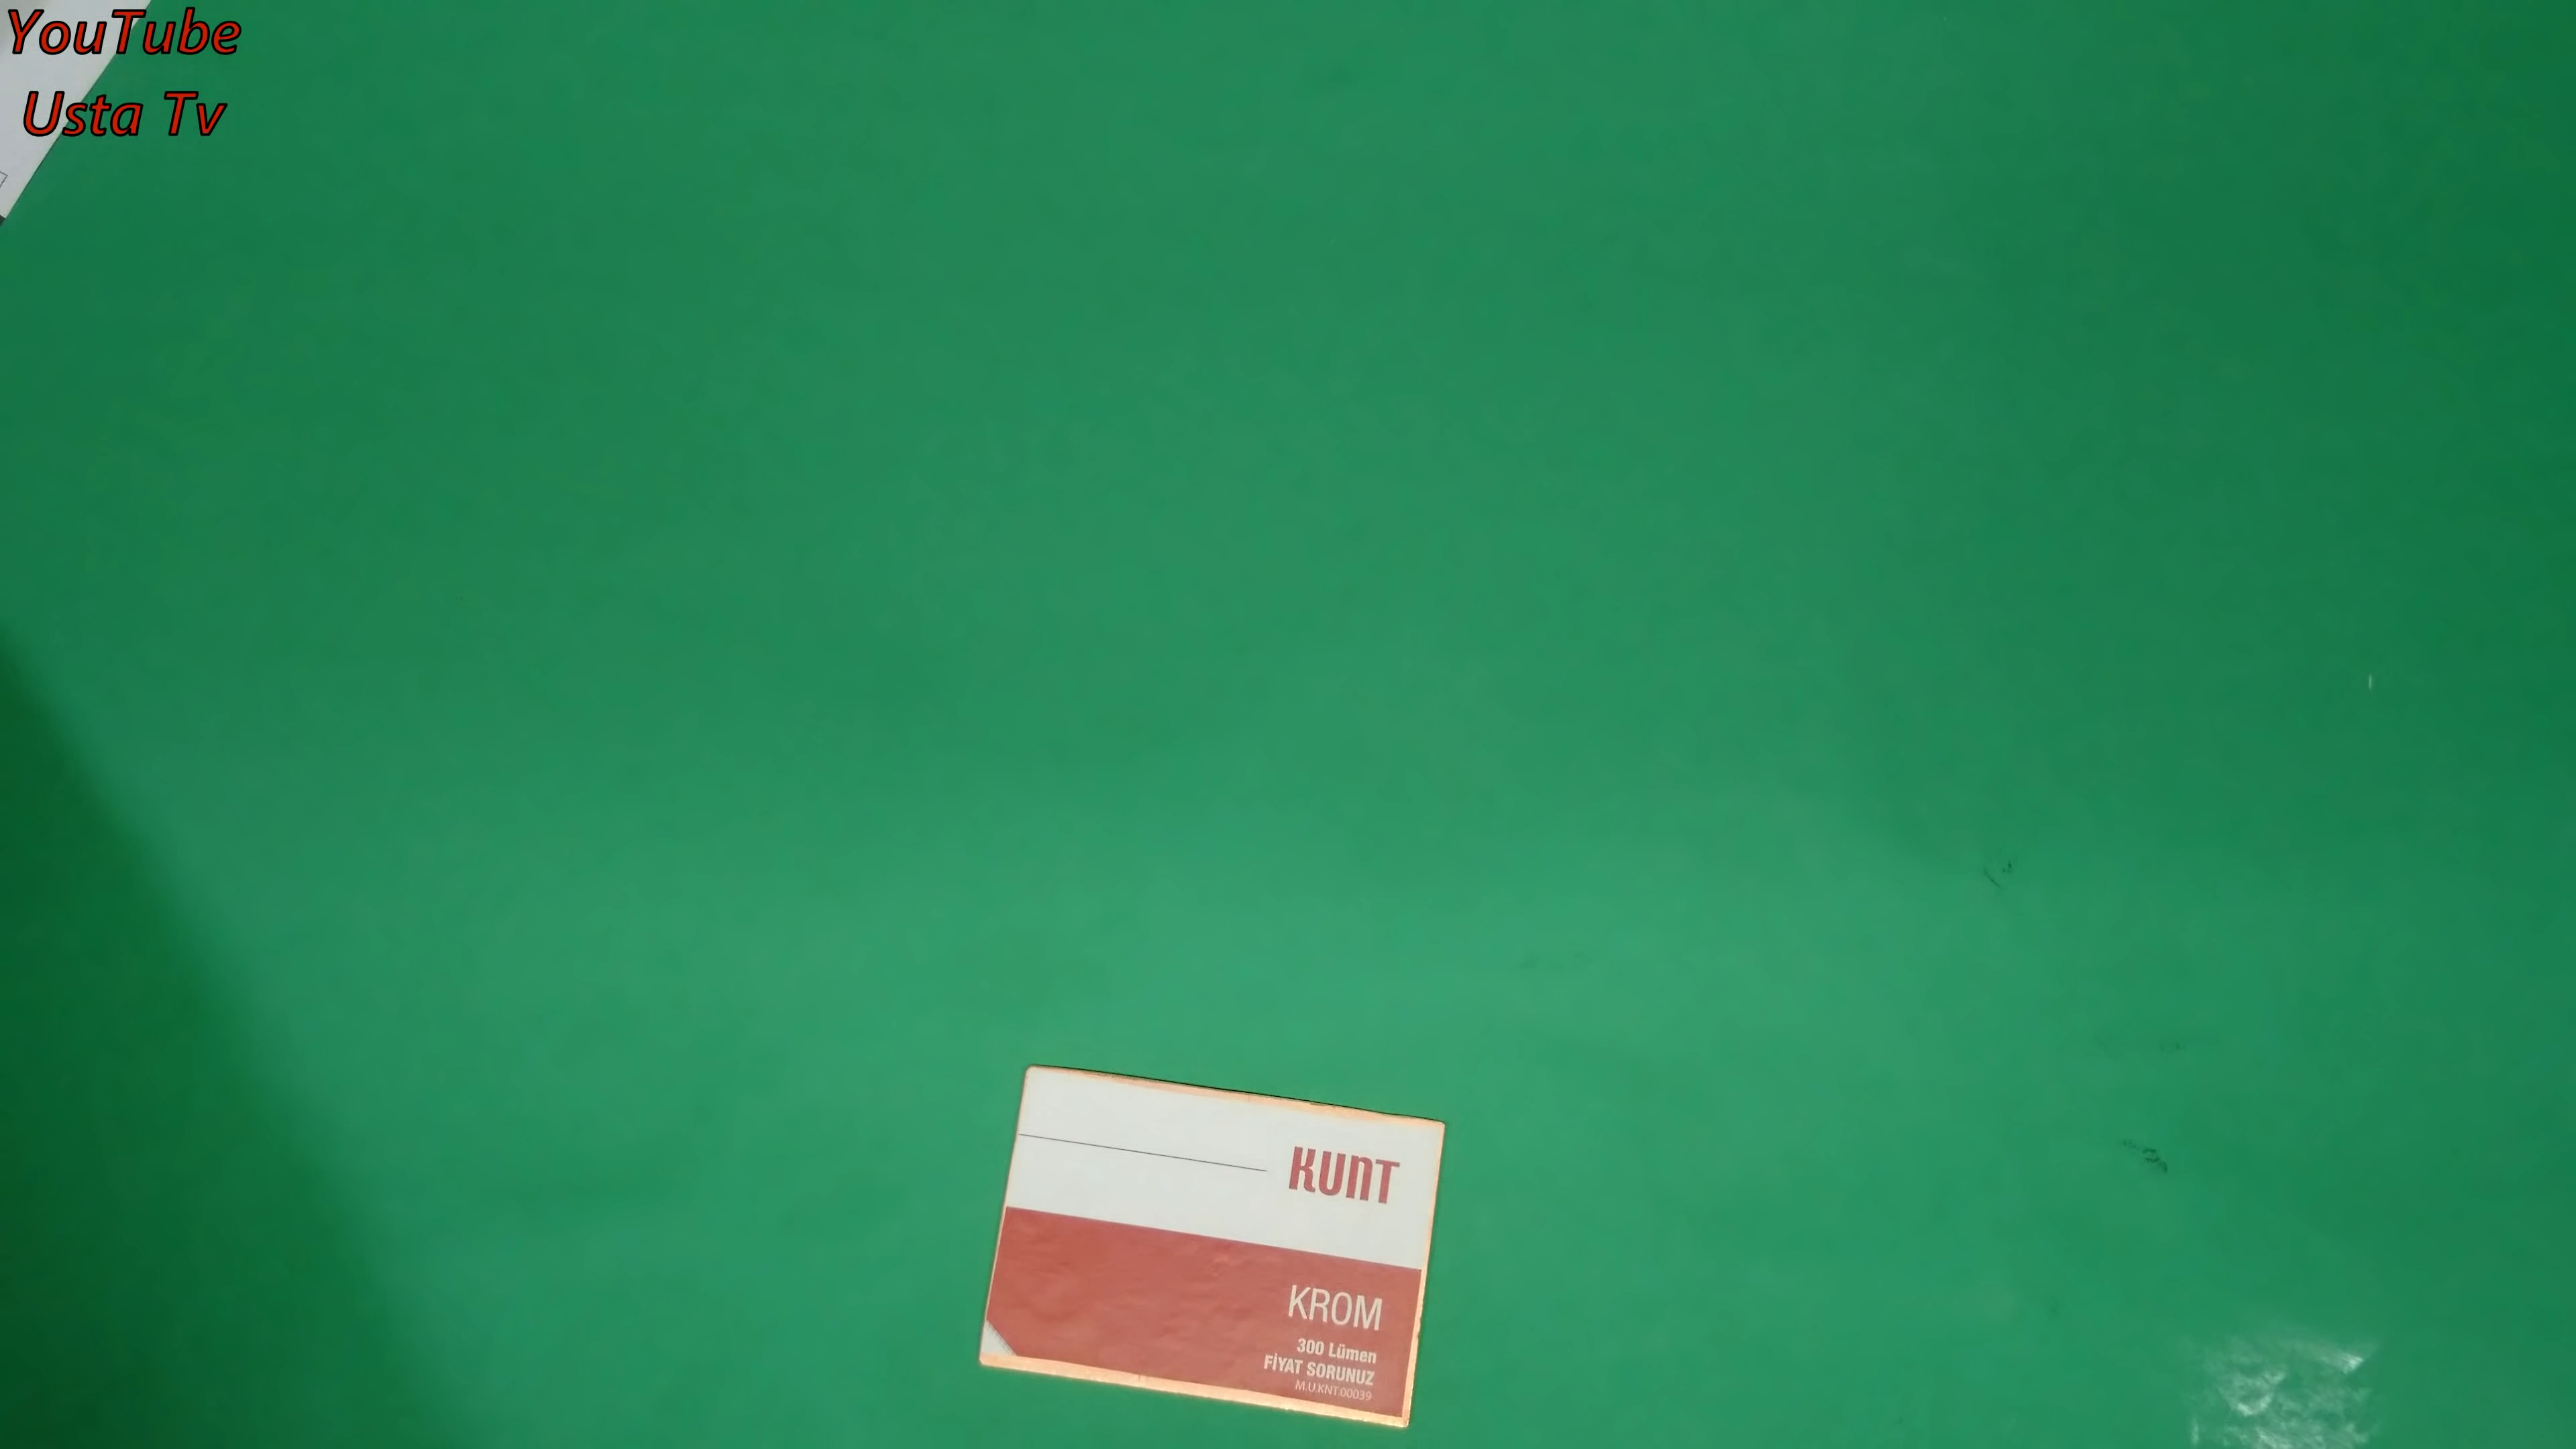 YouTube
Usta Tv
KUNT
KROM
300 Lümen
FİYAT SORUNUZ
M.U.KNT.00039